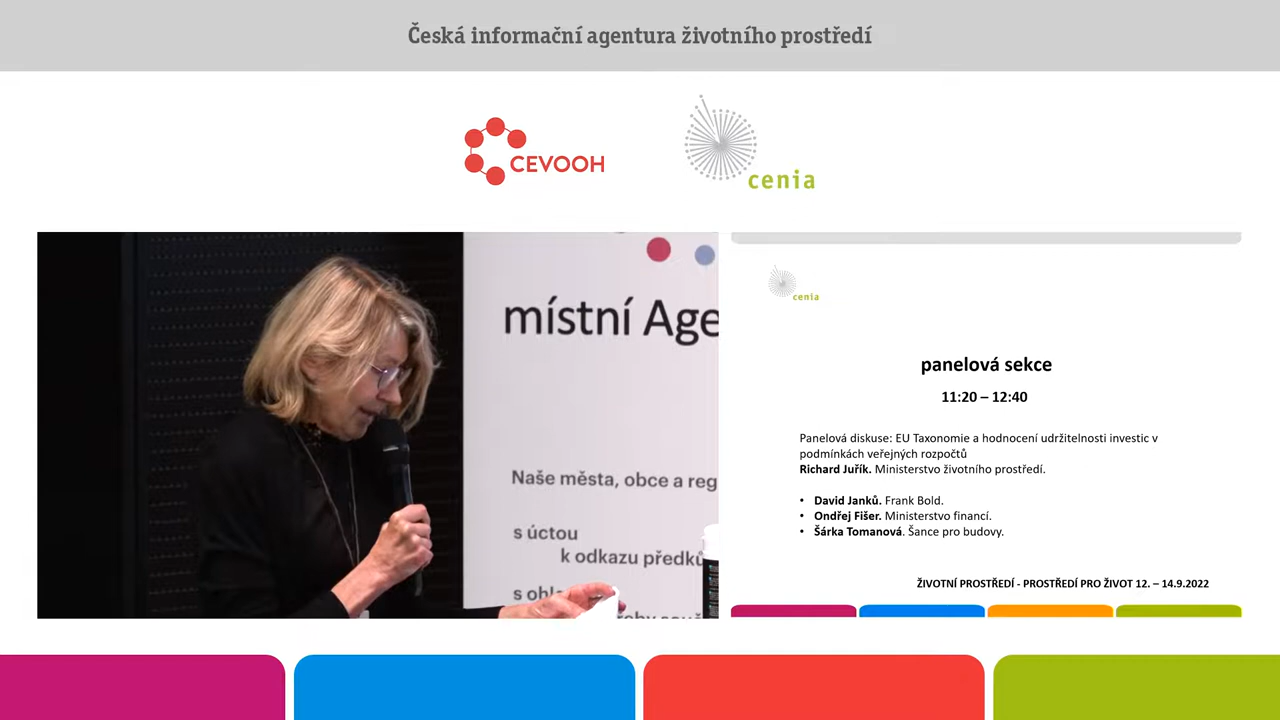 Česká informační agentura životního prostředí
CEVOOH
cenia
místní Age
Naše města, obce a reg
s úctou
k odkazu předků
s ohl
cenia
panelová sekce
11:20 – 12:40
Panelová diskuse: EU Taxonomie a hodnocení udržitelnosti investic v
podmínkách veřejných rozpočtů
Richard Juřík. Ministerstvo životního prostředí.
• David Janků. Frank Bold.
• Ondřej Fišer. Ministerstvo financí.
• Šárka Tomanová. Šance pro budovy.
ŽIVOTNÍ PROSTŘEDÍ - PROSTŘEDÍ PRO ŽIVOT 12. – 14.9.2022